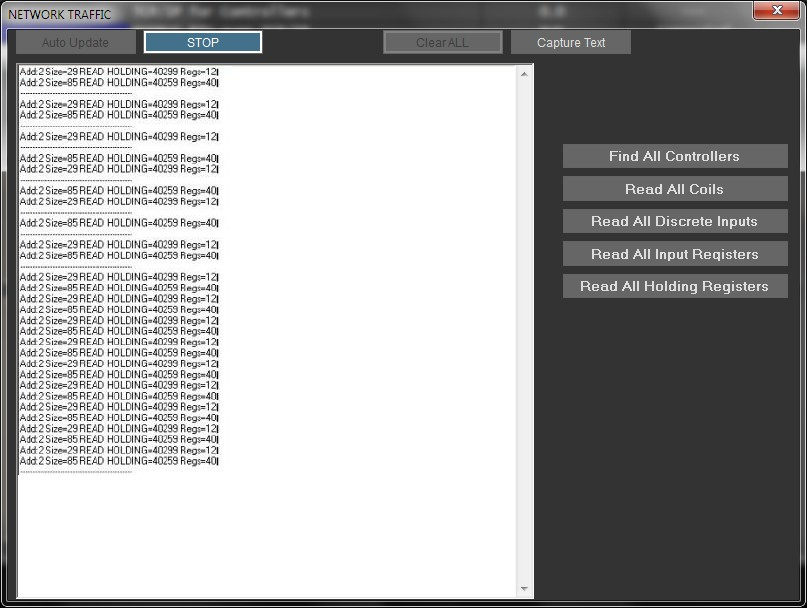 NETWORK TRAFFIC
Auto Update STOP Clear ALL Capture Text
Add:2 Size=29 READ HOLDING=40299 Regs=12|
Add:2 Size=85 READ HOLDING=40259 Regs=40|
----------------------------------------
Add:2 Size=29 READ HOLDING=40299 Regs=12|
Add:2 Size=85 READ HOLDING=40259 Regs=40|
----------------------------------------
Add:2 Size=29 READ HOLDING=40299 Regs=12|
----------------------------------------
Add:2 Size=85 READ HOLDING=40259 Regs=40|
Add:2 Size=29 READ HOLDING=40299 Regs=12|
----------------------------------------
Add:2 Size=85 READ HOLDING=40259 Regs=40|
Add:2 Size=29 READ HOLDING=40299 Regs=12|
----------------------------------------
Add:2 Size=85 READ HOLDING=40259 Regs=40|
----------------------------------------
Add:2 Size=29 READ HOLDING=40299 Regs=12|
Add:2 Size=85 READ HOLDING=40259 Regs=40|
----------------------------------------
Add:2 Size=29 READ HOLDING=40299 Regs=12|
Add:2 Size=85 READ HOLDING=40259 Regs=40|
Add:2 Size=29 READ HOLDING=40299 Regs=12|
Add:2 Size=85 READ HOLDING=40259 Regs=40|
Add:2 Size=29 READ HOLDING=40299 Regs=12|
Add:2 Size=85 READ HOLDING=40259 Regs=40|
Add:2 Size=29 READ HOLDING=40299 Regs=12|
Add:2 Size=85 READ HOLDING=40259 Regs=40|
Add:2 Size=29 READ HOLDING=40299 Regs=12|
Add:2 Size=85 READ HOLDING=40259 Regs=40|
Add:2 Size=29 READ HOLDING=40299 Regs=12|
Add:2 Size=85 READ HOLDING=40259 Regs=40|
Add:2 Size=29 READ HOLDING=40299 Regs=12|
Add:2 Size=85 READ HOLDING=40259 Regs=40|
Add:2 Size=29 READ HOLDING=40299 Regs=12|
Add:2 Size=85 READ HOLDING=40259 Regs=40|
Add:2 Size=29 READ HOLDING=40299 Regs=12|
Add:2 Size=85 READ HOLDING=40259 Regs=40|
----------------------------------------
Find All Controllers
Read All Coils
Read All Discrete Inputs
Read All Input Registers
Read All Holding Registers